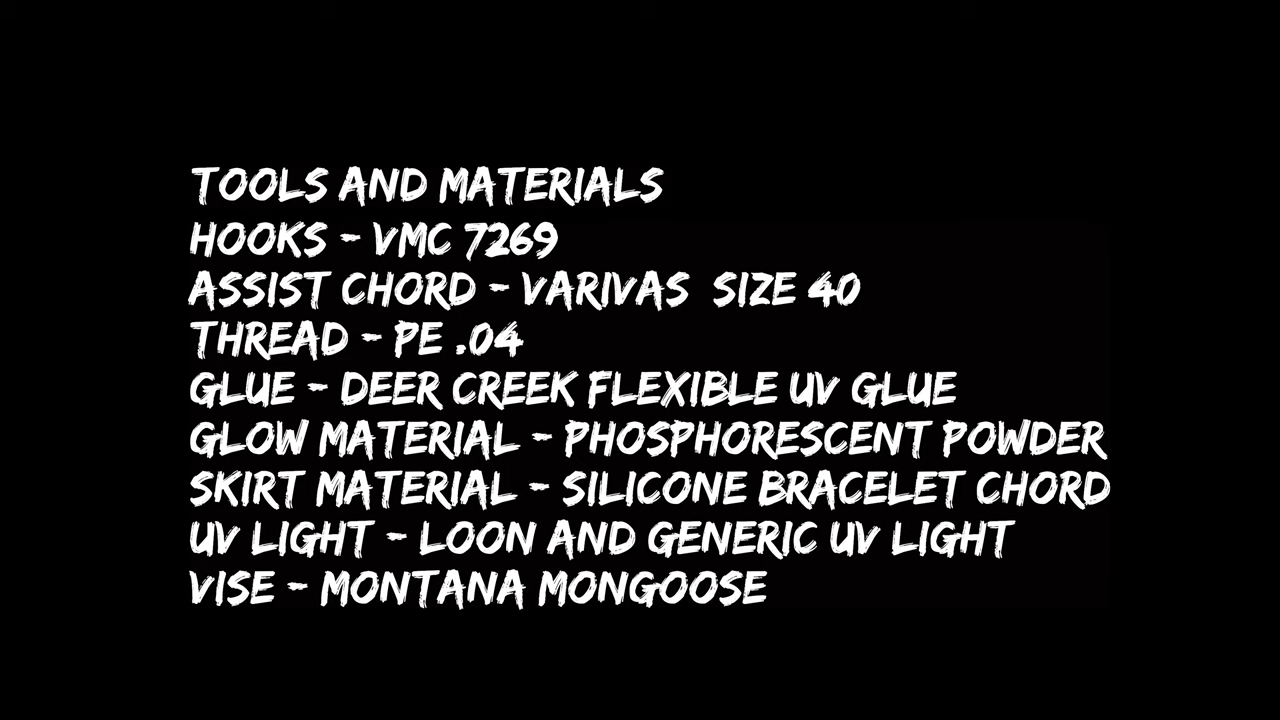 TOOLS AND MATERIALS
HOOKS - VMC 7269
ASSIST CHORD - VARIVAS SIZE 40
THREAD - PE .04
GLUE - DEER CREEK FLEXIBLE UV GLUE
GLOW MATERIAL - PHOSPHORESCENT POWDER
SKIRT MATERIAL - SILICONE BRACELET CHORD
UV LIGHT - LOON AND GENERIC UV LIGHT
VISE - MONTANA MONGOOSE